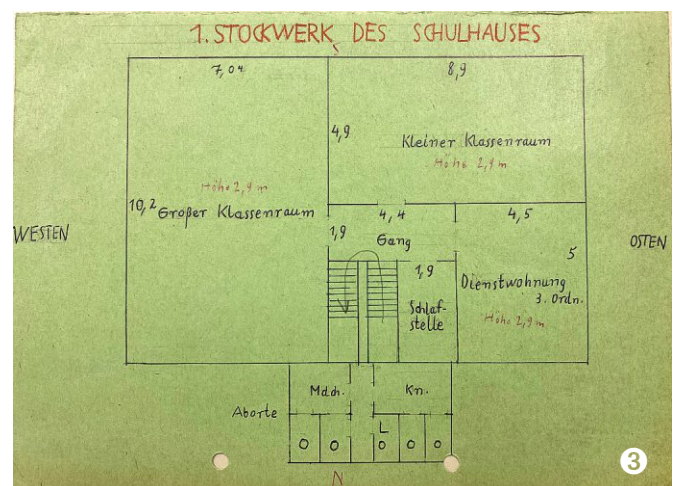 1. STOCKWERK DES SCHULHAUSES
7,04
8,9
4,9
Kleiner Klassenraum
Höhe 2,9 m
Höhe 2,9 m
10,2 Großer Klassenraum
WESTEN
4,4
4,5
1,9
Gang
5
OSTEN
1,9
Dienstwohnung
3. Ordn.
Schlaf-
stelle
Höhe 2,9 m
Mdch.
Kn.
Aborte
L
O O O O O
N
3